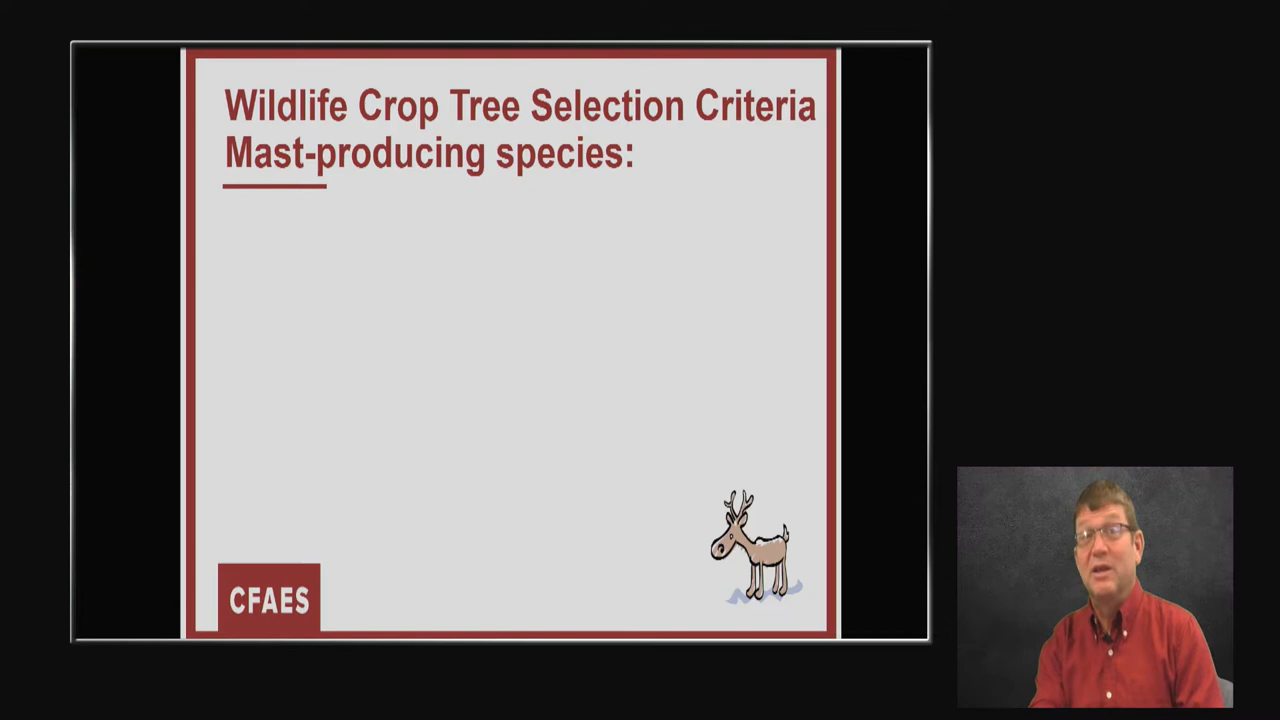 Wildlife Crop Tree Selection Criteria
Mast-producing species:
CFAES